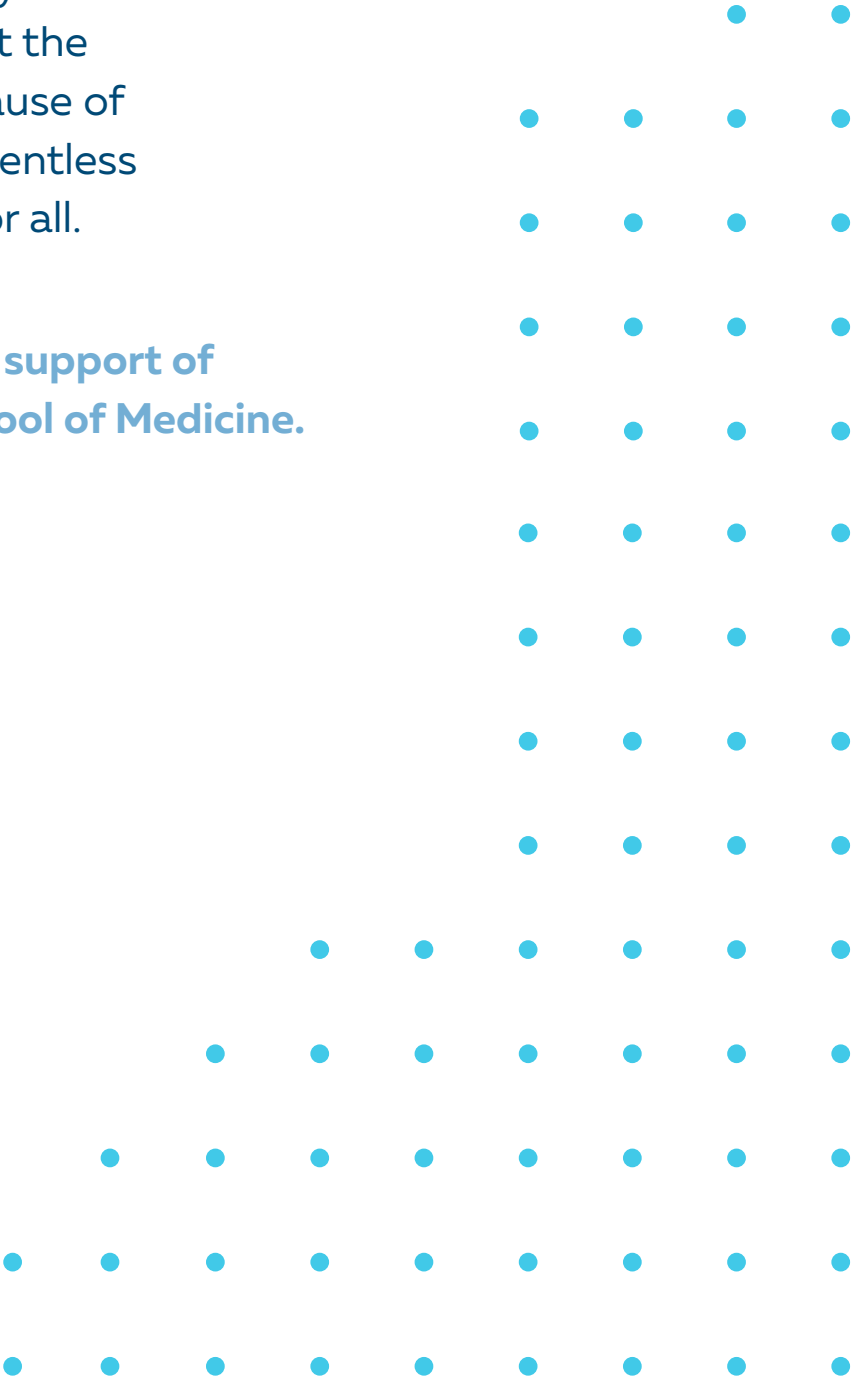 t the
ause of
entless
or all.
support of
ool of Medicine.